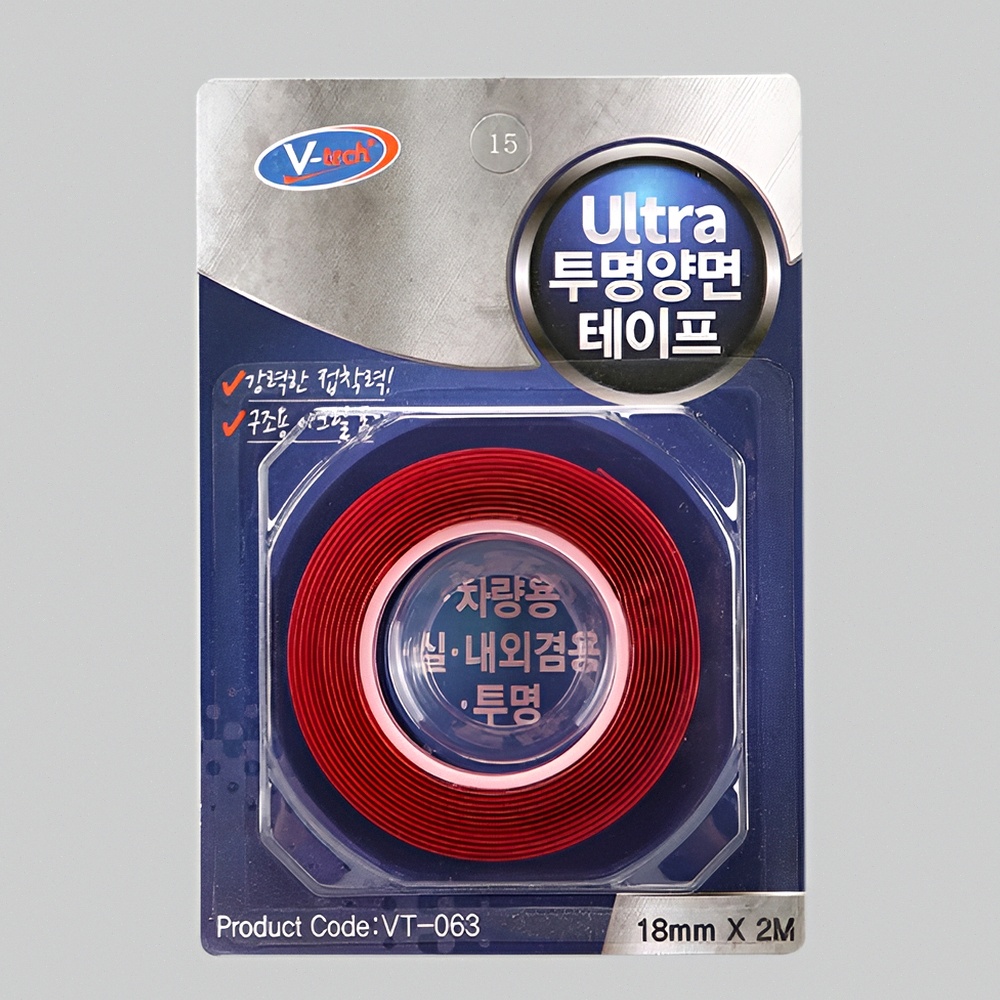 V-tech
15
Ultra
투명양면
테이프
강력한 접착력!
구조용
차량용
실·내외겸용
·투명
Product Code:VT-063
18mm X 2M